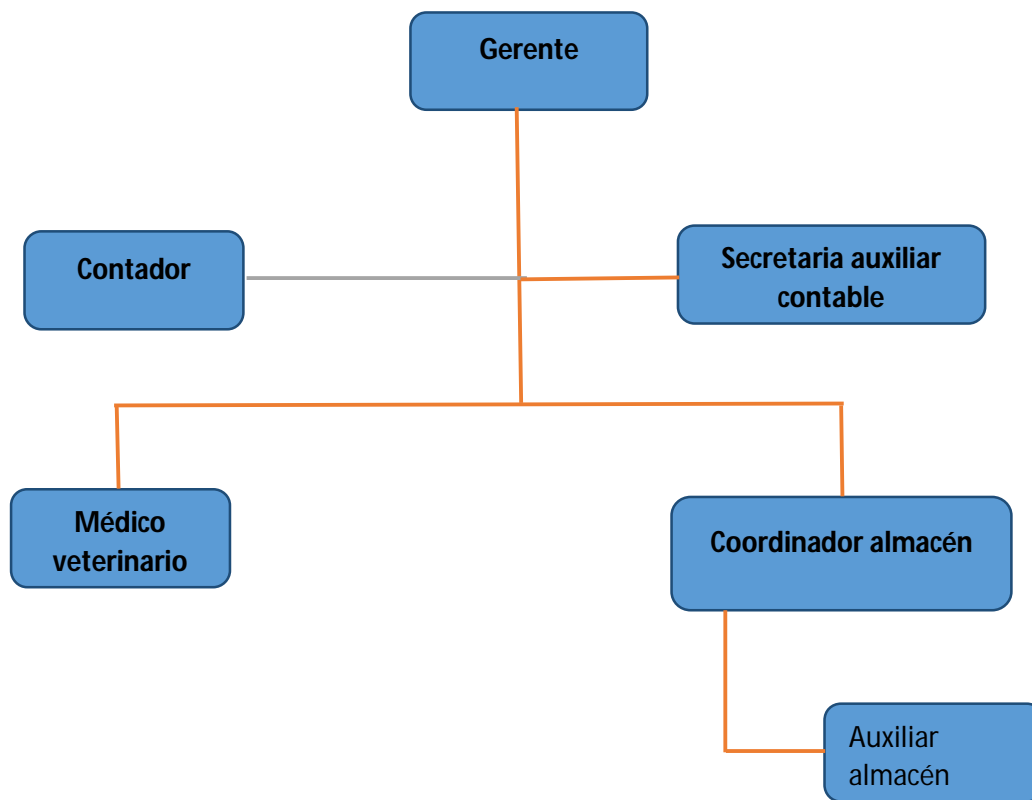 Gerente
Contador
Secretaria auxiliar
contable
Médico
veterinario
Coordinador almacén
Auxiliar
almacén